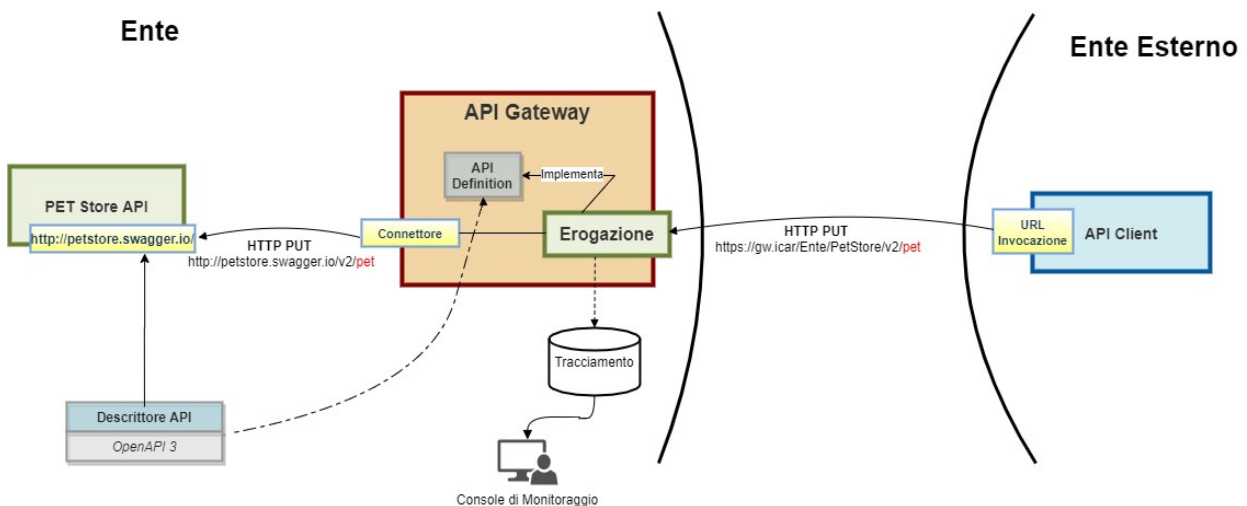 Ente
Ente Esterno
API Gateway
API
Definition
Implementa
PET Store API
http://petstore.swagger.io/
Connettore
Erogazione
HTTP PUT
http://petstore.swagger.io/v2/pet
HTTP PUT
https://gw.icar/Ente/PetStore/v2/pet
URL
Invocazione
API Client
Tracciamento
Descrittore API
OpenAPI 3
Console di Monitoraggio